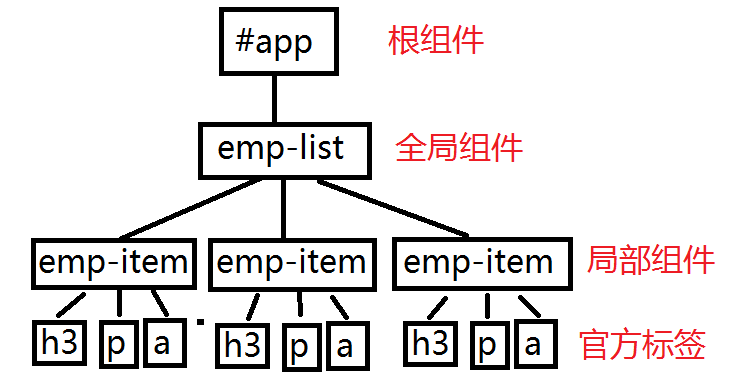 #app 根组件
emp-list 全局组件
emp-item emp-item emp-item 局部组件
h3 p a h3 p a h3 p a 官方标签